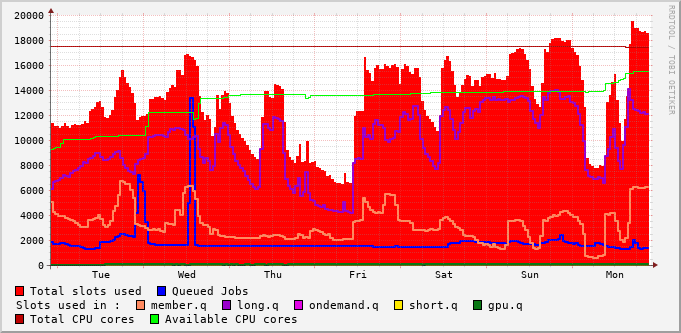 20000
18000
16000
14000
12000
10000
8000
6000
4000
2000
0
Tue Wed Thu Fri Sat Sun Mon
Total slots used Queued Jobs
Slots used in : member.q long.q ondemand.q short.q gpu.q
Total CPU cores Available CPU cores
RRDTOOL / TOBI OETIKER